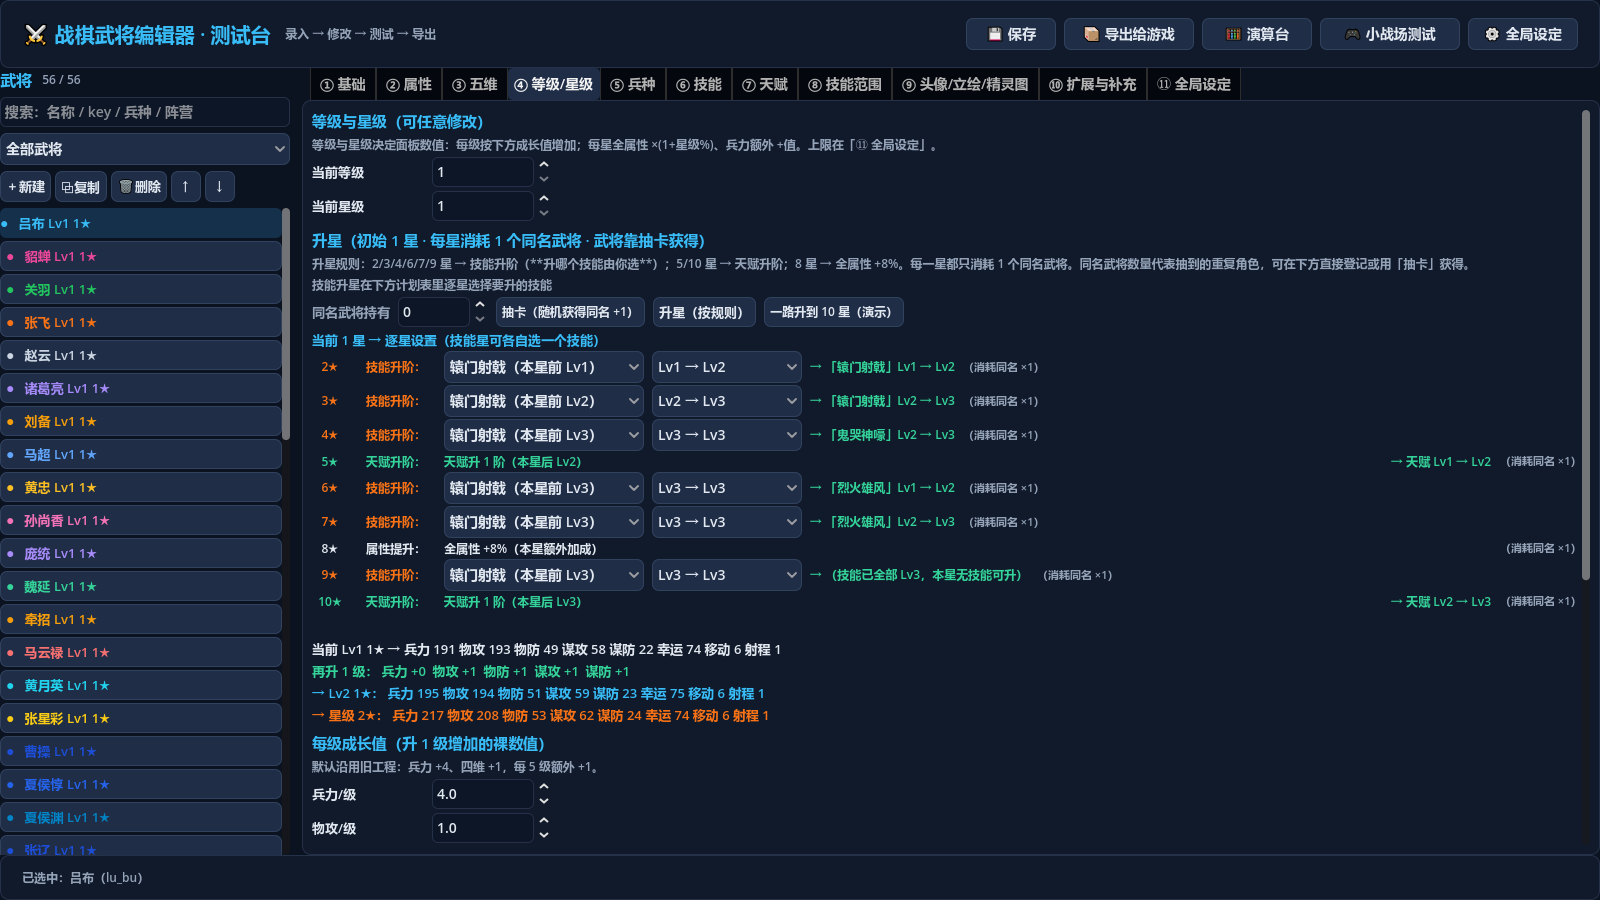 战棋武将编辑器 · 测试台 录入 → 修改 → 测试 → 导出 保存 导出给游戏 演算台 小战场测试 全局设定
武将 56 / 56
搜索：名称 / key / 兵种 / 阵营
全部武将
+ 新建 复制 删除 ↑ ↓
吕布 Lv1 1★
貂蝉 Lv1 1★
关羽 Lv1 1★
张飞 Lv1 1★
赵云 Lv1 1★
诸葛亮 Lv1 1★
刘备 Lv1 1★
马超 Lv1 1★
黄忠 Lv1 1★
孙尚香 Lv1 1★
庞统 Lv1 1★
魏延 Lv1 1★
牵招 Lv1 1★
马云禄 Lv1 1★
黄月英 Lv1 1★
张星彩 Lv1 1★
曹操 Lv1 1★
夏侯惇 Lv1 1★
夏侯渊 Lv1 1★
张辽 Lv1 1★
① 基础 ② 属性 ③ 五维 ④ 等级/星级 ⑤ 兵种 ⑥ 技能 ⑦ 天赋 ⑧ 技能范围 ⑨ 头像/立绘/精灵图 ⑩ 扩展与补充 ⑪ 全局设定
等级与星级（可任意修改）
等级与星级决定面板数值：每级按下方成长值增加；每星全属性 ×(1+星级%)、兵力额外 +值。上限在「⑪ 全局设定」。
当前等级 1
当前星级 1
升星（初始 1 星 · 每星消耗 1 个同名武将 · 武将靠抽卡获得）
升星规则：2/3/4/6/7/9 星 → 技能升阶（**升哪个技能由你选**）；5/10 星 → 天赋升阶；8 星 → 全属性 +8%。每一星都只消耗 1 个同名武将。同名武将数量代表抽到的重复角色，可在下方直接登记或用「抽卡」获得。
技能升星在下方计划表里逐星选择要升的技能
同名武将持有 0 抽卡（随机获得同名 +1） 升星（按规则） 一路升到 10 星（演示）
当前 1 星 → 逐星设置（技能星可各自选一个技能）
2★ 技能升阶： 辕门射戟（本星前 Lv1） Lv1 → Lv2 → 「辕门射戟」Lv1 → Lv2 （消耗同名 ×1）
3★ 技能升阶： 辕门射戟（本星前 Lv2） Lv2 → Lv3 → 「辕门射戟」Lv2 → Lv3 （消耗同名 ×1）
4★ 技能升阶： 辕门射戟（本星前 Lv3） Lv3 → Lv3 → 「鬼哭神嚎」Lv2 → Lv3 （消耗同名 ×1）
5★ 天赋升阶： 天赋升 1 阶（本星后 Lv2） → 天赋 Lv1 → Lv2 （消耗同名 ×1）
6★ 技能升阶： 辕门射戟（本星前 Lv3） Lv3 → Lv3 → 「烈火雄风」Lv1 → Lv2 （消耗同名 ×1）
7★ 技能升阶： 辕门射戟（本星前 Lv3） Lv3 → Lv3 → 「烈火雄风」Lv2 → Lv3 （消耗同名 ×1）
8★ 属性提升： 全属性 +8%（本星额外加成） （消耗同名 ×1）
9★ 技能升阶： 辕门射戟（本星前 Lv3） Lv3 → Lv3 → （技能已全部 Lv3，本星无技能可升） （消耗同名 ×1）
10★ 天赋升阶： 天赋升 1 阶（本星后 Lv3） → 天赋 Lv2 → Lv3 （消耗同名 ×1）
当前 Lv1 1★ → 兵力 191 物攻 193 物防 49 谋攻 58 谋防 22 幸运 74 移动 6 射程 1
再升 1 级： 兵力 +0 物攻 +1 物防 +1 谋攻 +1 谋防 +1
→ Lv2 1★： 兵力 195 物攻 194 物防 51 谋攻 59 谋防 23 幸运 75 移动 6 射程 1
→ 星级 2★： 兵力 217 物攻 208 物防 53 谋攻 62 谋防 24 幸运 74 移动 6 射程 1
每级成长值（升 1 级增加的裸数值）
默认沿用旧工程：兵力 +4、四维 +1，每 5 级额外 +1。
兵力/级 4.0
物攻/级 1.0
已选中：吕布（lu_bu）